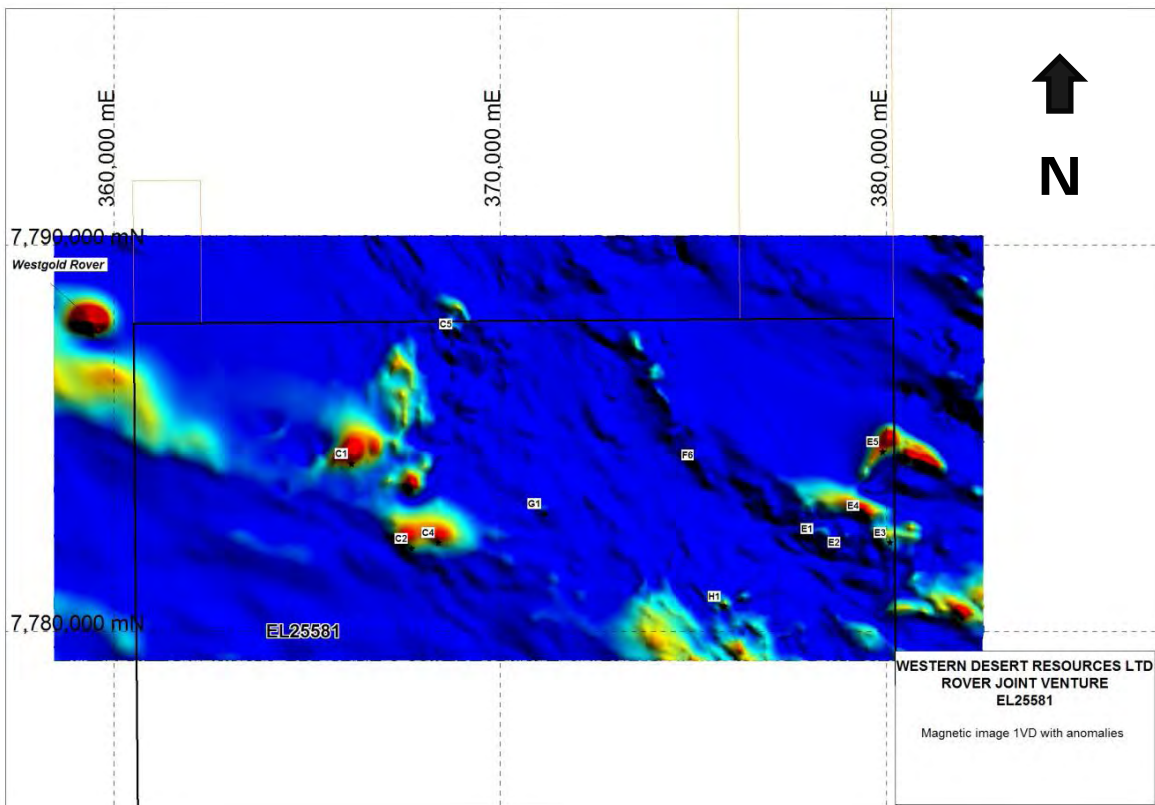 360,000 mE
370,000 mE
380,000 mE
N
7,790,000 mN
Westgold Rover
C5
C1
E5
F6
G1
E4
C2
C4
E1
E2
E3
H1
7,780,000 mN
EL25581
WESTERN DESERT RESOURCES LTD
ROVER JOINT VENTURE
EL25581
Magnetic image 1VD with anomalies